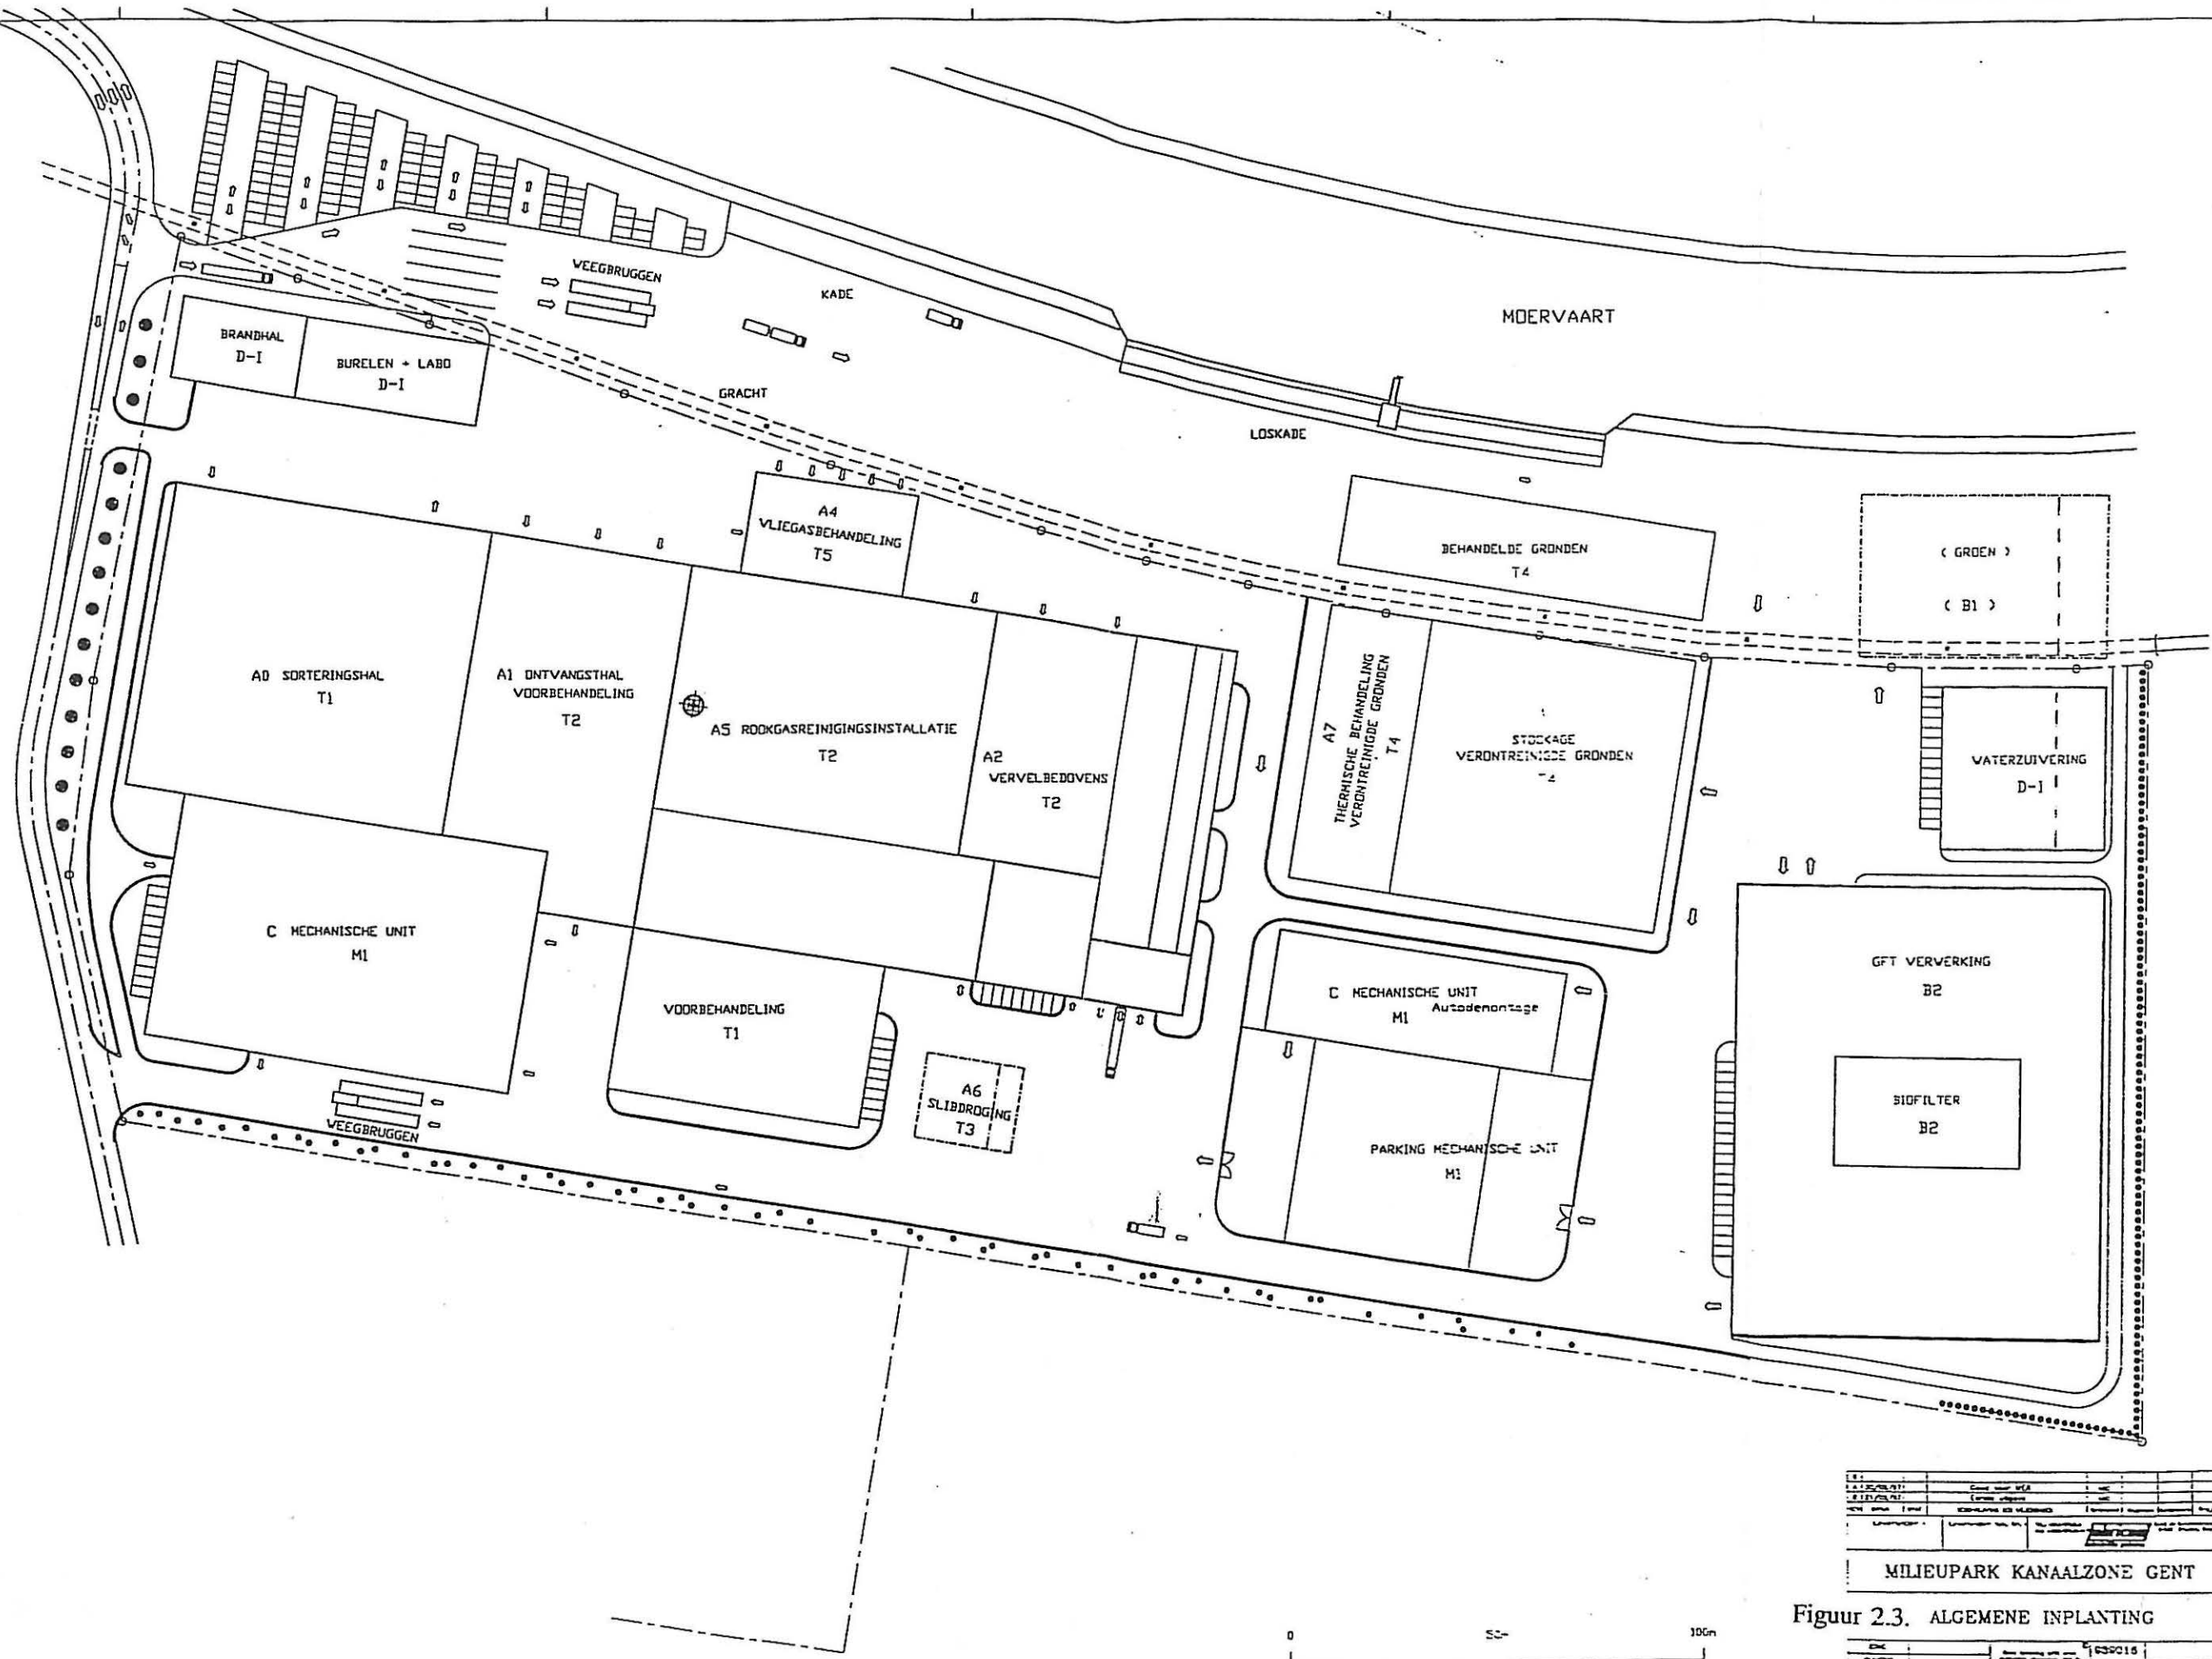 WEEGBRUGGEN
KADE
MOERVAART
BRANDHAL
D-I
BURELEN + LABO
D-I
GRACHT
LOSKADE
A4
VLIEGASBEHANDELING
T5
BEHANDELDE GRONDEN
T4
( GROEN )
( B1 )
A0 SORTERINGSHAL
T1
A1 ONTVANGSTHAL
VOORBEHANDELING
T2
A5 ROOKGASREINIGINGSINSTALLATIE
T2
A2
WERVELBEDOVENS
T2
A7
THERMISCHE BEHANDELING
VERONTREINIGDE GRONDEN
T4
STOCKAGE
VERONTREINIGDE GRONDEN
WATERZUIVERING
D-I
C MECHANISCHE UNIT
M1
VOORBEHANDELING
T1
C MECHANISCHE UNIT
Autodemontage
M1
GFT VERWERKING
B2
BIOFILTER
B2
A6
SLIBDROGING
T3
WEEGBRUGGEN
PARKING MECHANISCHE UNIT
M1
MILIEUPARK KANAALZONE GENT
Figuur 2.3. ALGEMENE INPLANTING
0
100m